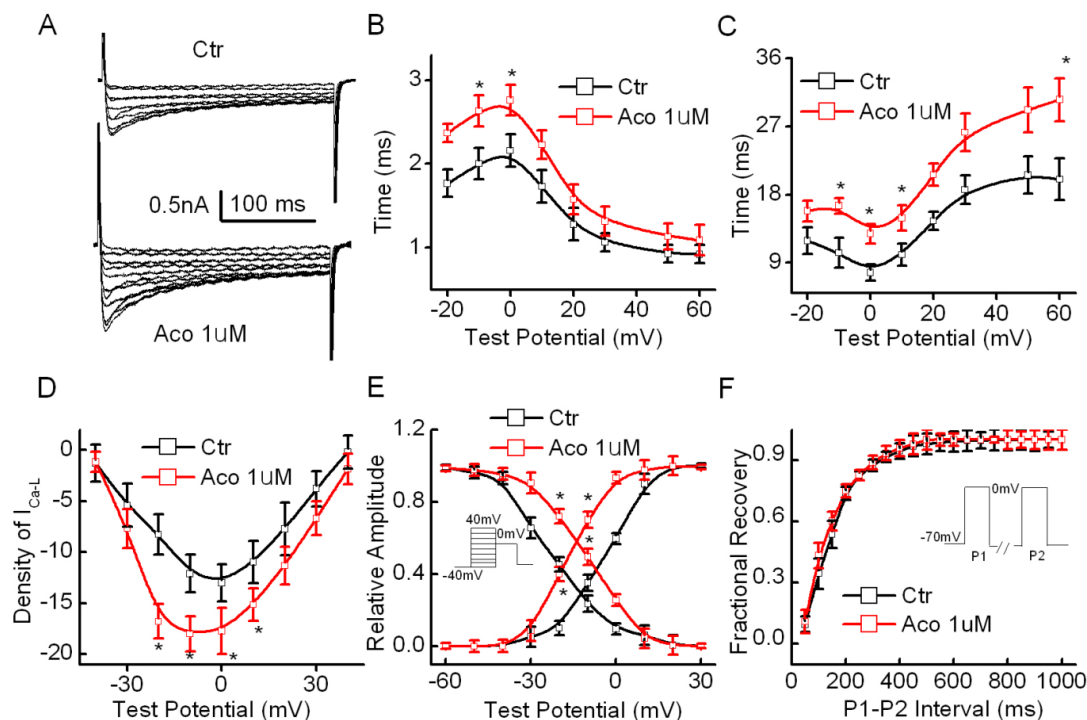 A
Ctr
0.5nA
100 ms
Aco 1uM
B
Ctr
Aco 1uM
*
*
3
2
1
Time (ms)
-20 0 20 40 60
Test Potential (mV)
C
Ctr
Aco 1uM
*
*
*
*
36
27
18
9
Time (ms)
-20 0 20 40 60
Test Potential (mV)
D
Ctr
Aco 1uM
0
-5
-10
-15
-20
Density of I Ca-L
*
*
*
*
-30 0 30
Test Potential (mV)
E
Ctr
Aco 1uM
1.2
0.8
0.4
0.0
Relative Amplitude
*
*
*
*
40mV
0mV
-40mV
-60 -45 -30 -15 0 15 30
Test Potential (mV)
F
0.9
0.6
0.3
0.0
Fractional Recovery
0mV
-70mV
P1
//
P2
Ctr
Aco 1uM
0 200 400 600 800 1000
P1-P2 Interval (ms)